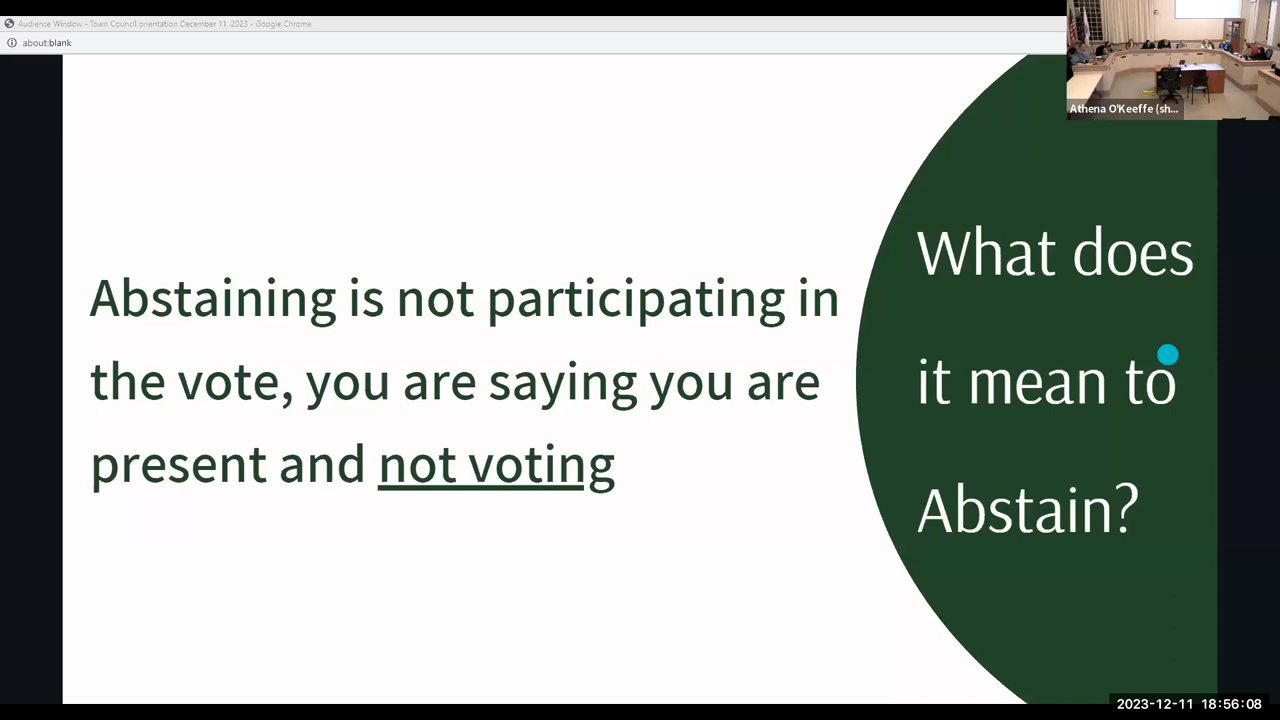 Audience Window - Town Council orientation December 11, 2023 - Google Chrome
about:blank
Athena O'Keeffe (sh...
Abstaining is not participating in
the vote, you are saying you are
present and not voting
What does
it mean to
Abstain?
2023-12-11 18:56:08